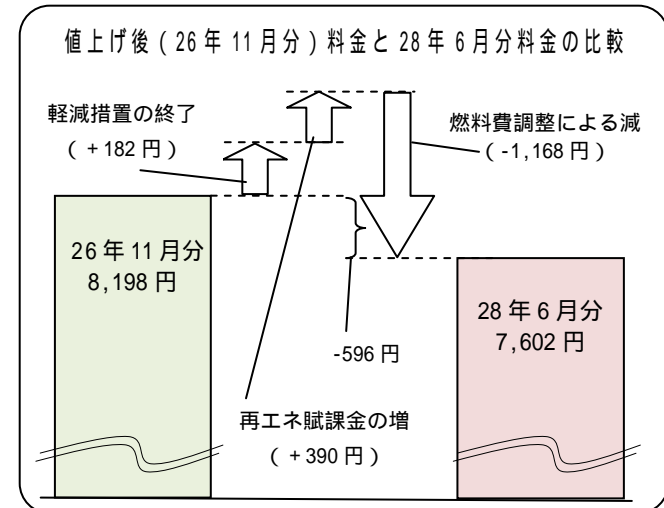 値上げ後(26年11月分)料金と28年6月分料金の比較
軽減措置の終了
(+182円)
燃料費調整による減
(-1,168円)
26年11月分
8,198円
28年6月分
7,602円
-596円
再エネ賦課金の増
(+390円)